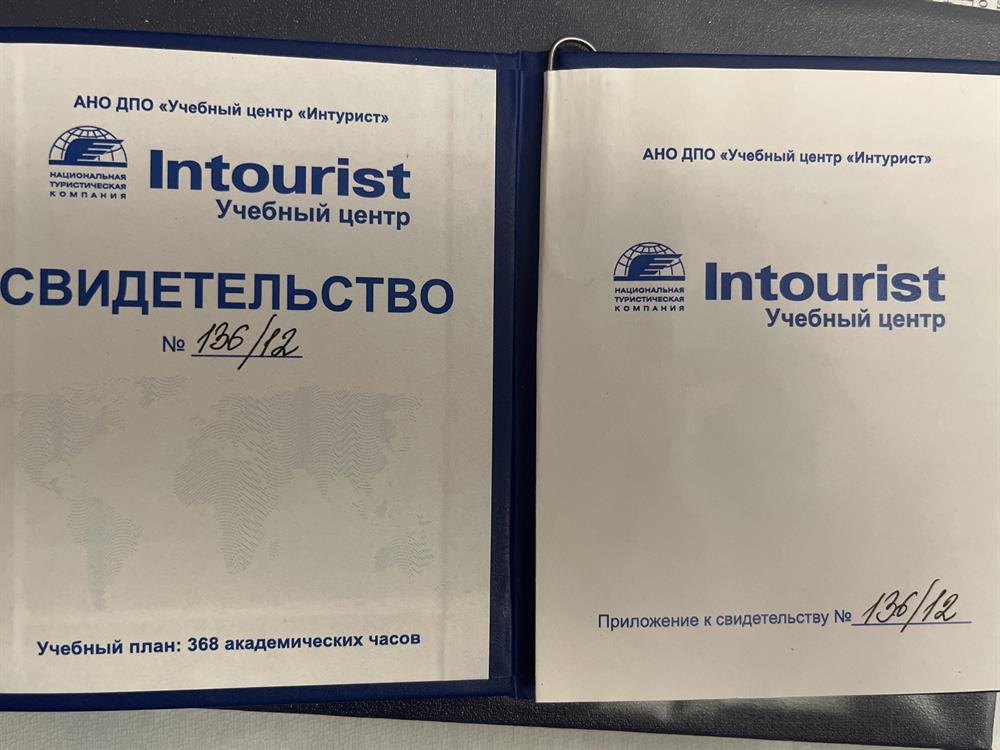 АНО ДПО «Учебный центр «Интурист»
НАЦИОНАЛЬНАЯ
ТУРИСТИЧЕСКАЯ
КОМПАНИЯ
Intourist
Учебный центр
СВИДЕТЕЛЬСТВО
№ 136/12
Учебный план: 368 академических часов
АНО ДПО «Учебный центр «Интурист»
НАЦИОНАЛЬНАЯ
ТУРИСТИЧЕСКАЯ
КОМПАНИЯ
Intourist
Учебный центр
Приложение к свидетельству № 136/12